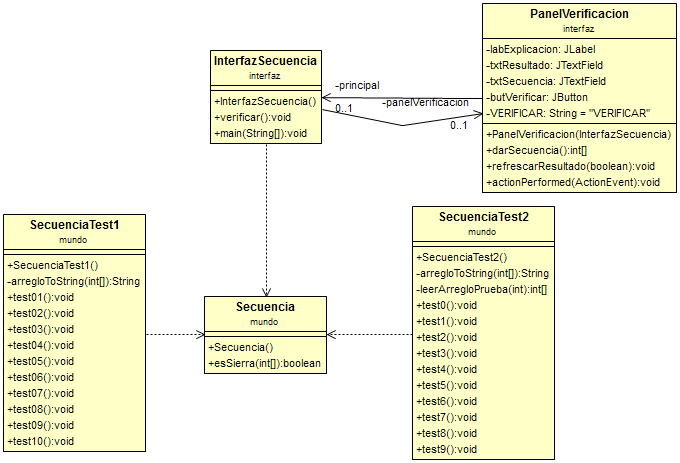 PanelVerificacion
interfaz
-labExplicacion: JLabel
-txtResultado: JTextField
-txtSecuencia: JTextField
-butVerificar: JButton
-VERIFICAR: String = "VERIFICAR"
+PanelVerificacion(InterfazSecuencia)
+darSecuencia():int[]
+refrescarResultado(boolean):void
+actionPerformed(ActionEvent):void
InterfazSecuencia
interfaz
+InterfazSecuencia()
+verificar():void
+main(String[]):void
-principal
-panelVerificacion
0..1
0..1
SecuenciaTest1
mundo
+SecuenciaTest1()
-arregloToString(int[]):String
+test01():void
+test02():void
+test03():void
+test04():void
+test05():void
+test06():void
+test07():void
+test08():void
+test09():void
+test10():void
Secuencia
mundo
+Secuencia()
+esSierra(int[]):boolean
SecuenciaTest2
mundo
+SecuenciaTest2()
-arregloToString(int[]):String
-leerArregloPrueba(int):int[]
+test0():void
+test1():void
+test2():void
+test3():void
+test4():void
+test5():void
+test6():void
+test7():void
+test8():void
+test9():void